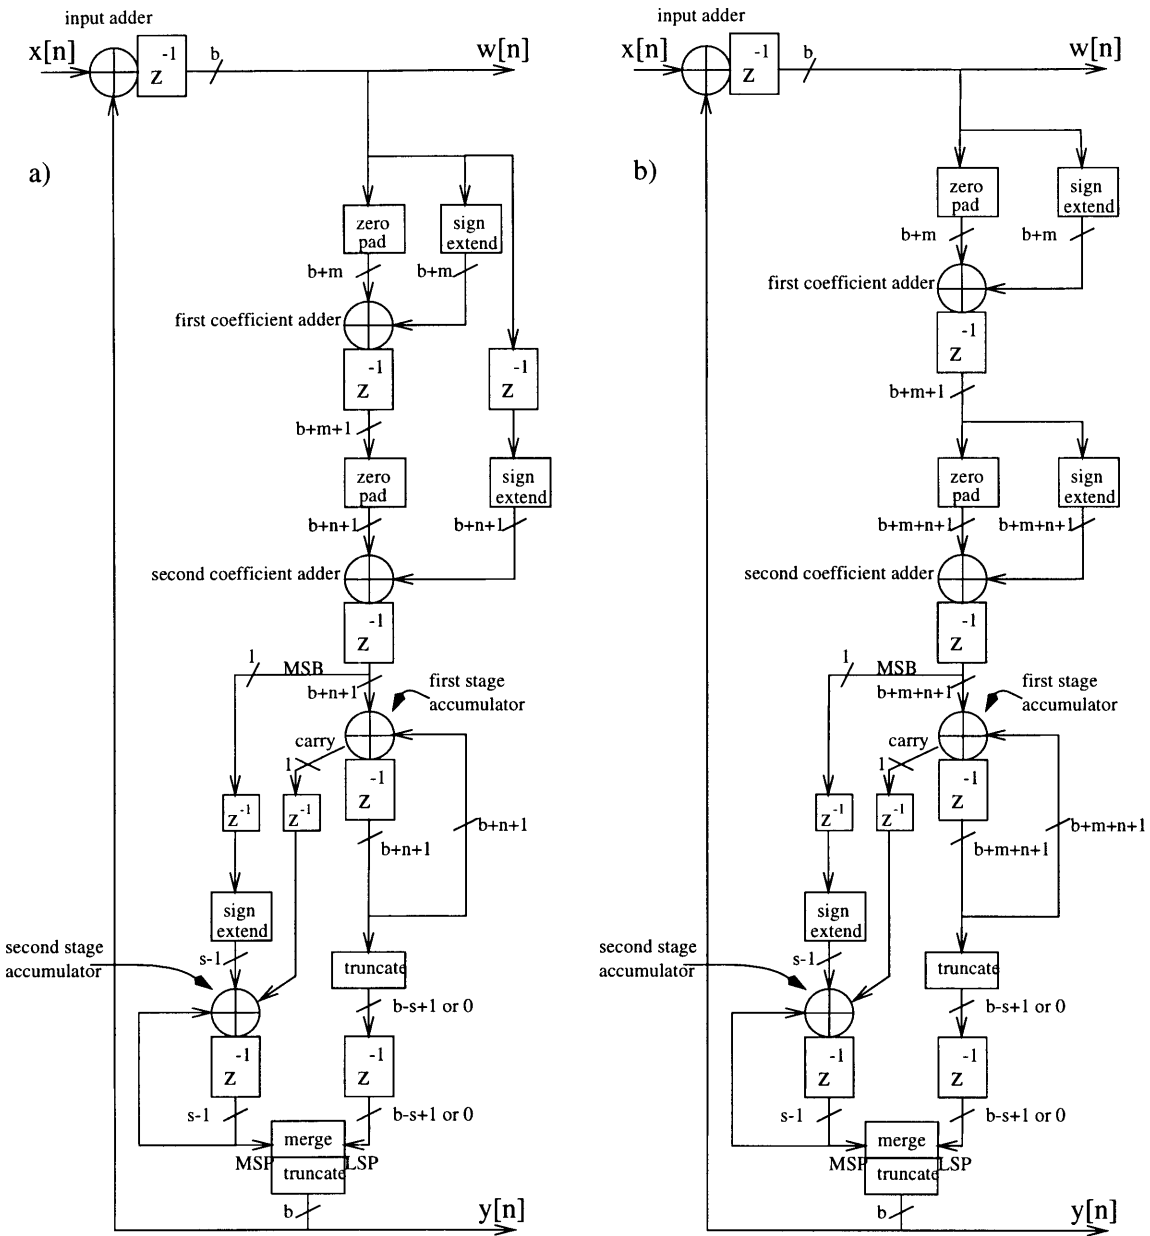 input adder
x[n]
z-1
b
w[n]
a)
zero
pad
sign
extend
b+m
b+m
first coefficient adder
z-1
z-1
b+m+1
zero
pad
sign
extend
b+n+1
b+n+1
second coefficient adder
z-1
1
MSB
b+n+1
first stage
accumulator
carry
1
z-1
z-1
z-1
b+n+1
b+n+1
sign
extend
second stage
accumulator
s-1
truncate
b-s+1 or 0
z-1
z-1
s-1
b-s+1 or 0
merge
MSP
LSP
truncate
b
y[n]
input adder
x[n]
z-1
b
w[n]
b)
zero
pad
sign
extend
b+m
b+m
first coefficient adder
z-1
b+m+1
zero
pad
sign
extend
b+m+n+1
b+m+n+1
second coefficient adder
z-1
1
MSB
b+m+n+1
first stage
accumulator
carry
1
z-1
z-1
z-1
b+m+n+1
b+m+n+1
sign
extend
second stage
accumulator
s-1
truncate
b-s+1 or 0
z-1
z-1
s-1
b-s+1 or 0
merge
MSP
LSP
truncate
b
y[n]